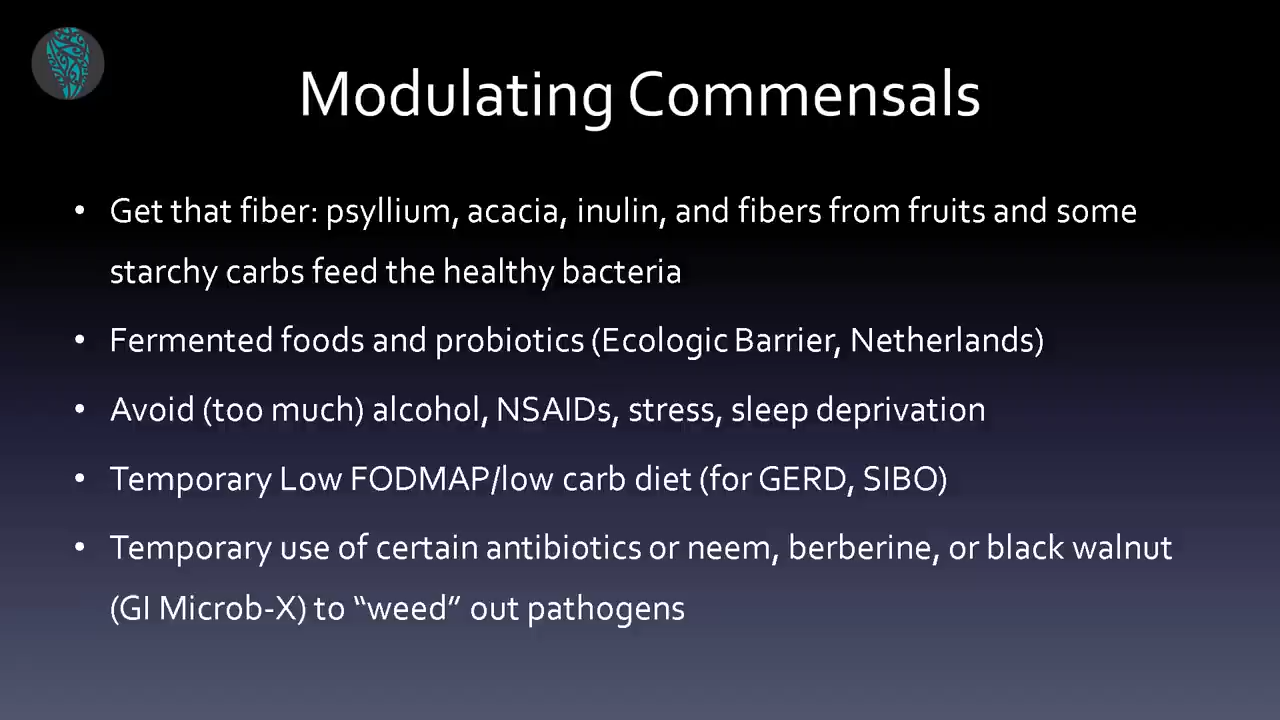 Modulating Commensals
• Get that fiber: psyllium, acacia, inulin, and fibers from fruits and some
starchy carbs feed the healthy bacteria
• Fermented foods and probiotics (Ecologic Barrier, Netherlands)
• Avoid (too much) alcohol, NSAIDs, stress, sleep deprivation
• Temporary Low FODMAP/low carb diet (for GERD, SIBO)
• Temporary use of certain antibiotics or neem, berberine, or black walnut
(GI Microb-X) to “weed” out pathogens